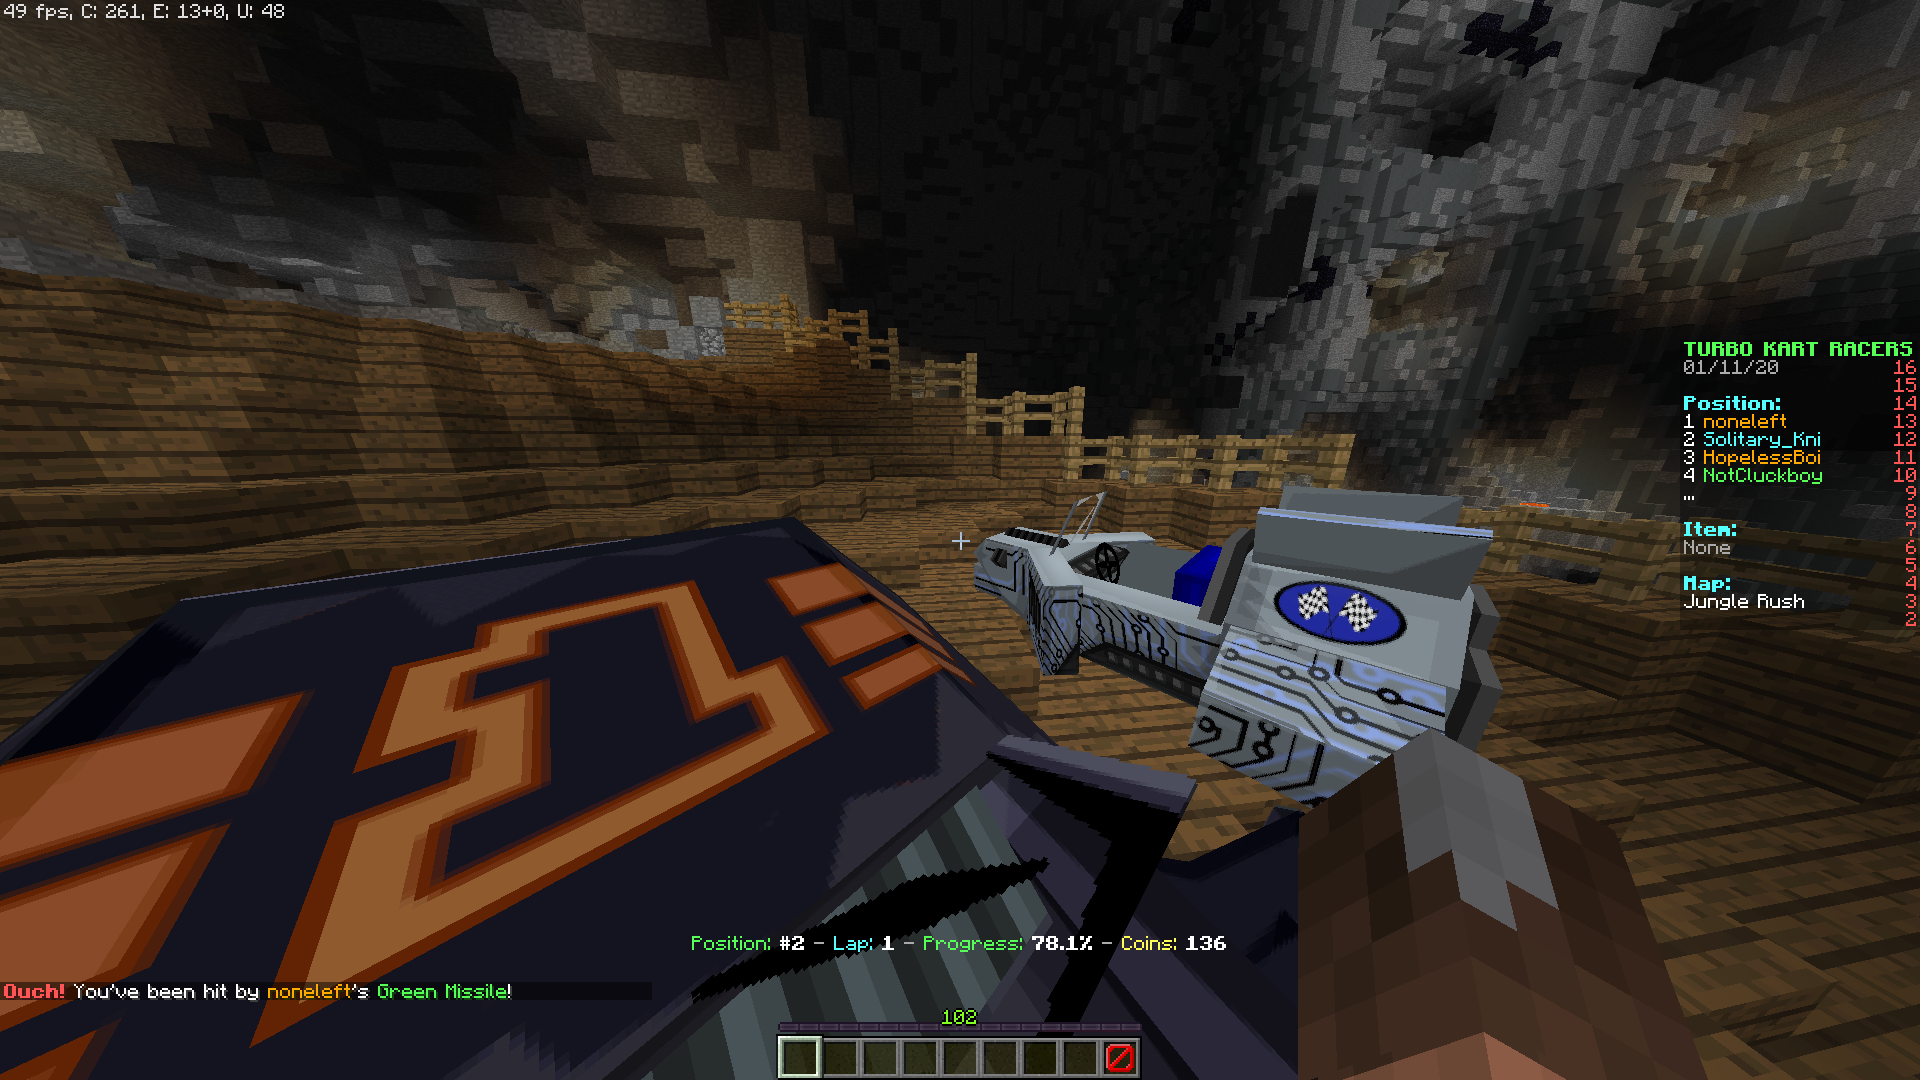 49 fps, C: 261, E: 13+0, U: 48
TURBO KART RACERS
01/11/20 16
15
Position: 14
1 noneleft 13
2 Solitary_Kni 12
3 HopelessBoi 11
4 NotCluckboy 10
... 9
8
Item: 7
None 6
5
Map: 4
Jungle Rush 3
2
Position: #2 - Lap: 1 - Progress: 78.1% - Coins: 136
Ouch! You've been hit by noneleft's Green Missile!
102